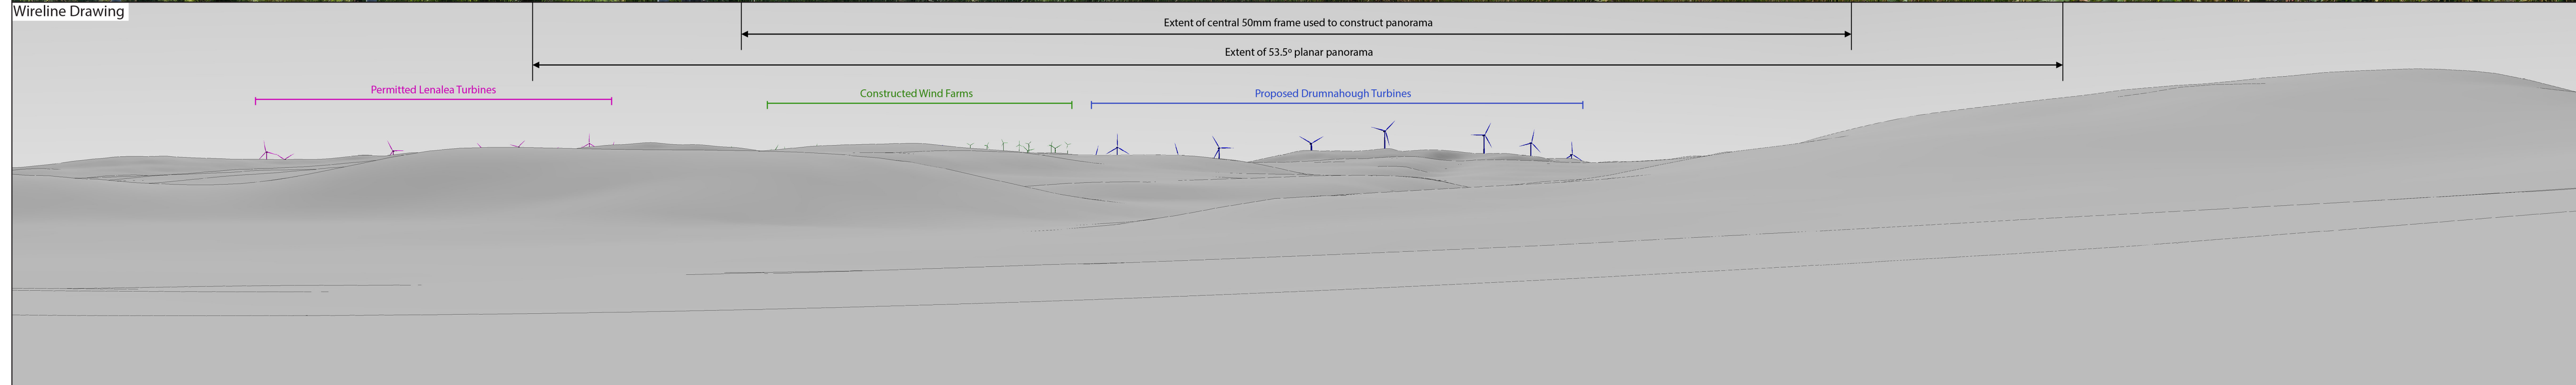 Wireline Drawing
Extent of central 50mm frame used to construct panorama
Extent of 53.5º planar panorama
Permitted Lenalea Turbines
Constructed Wind Farms
Proposed Drumnahough Turbines